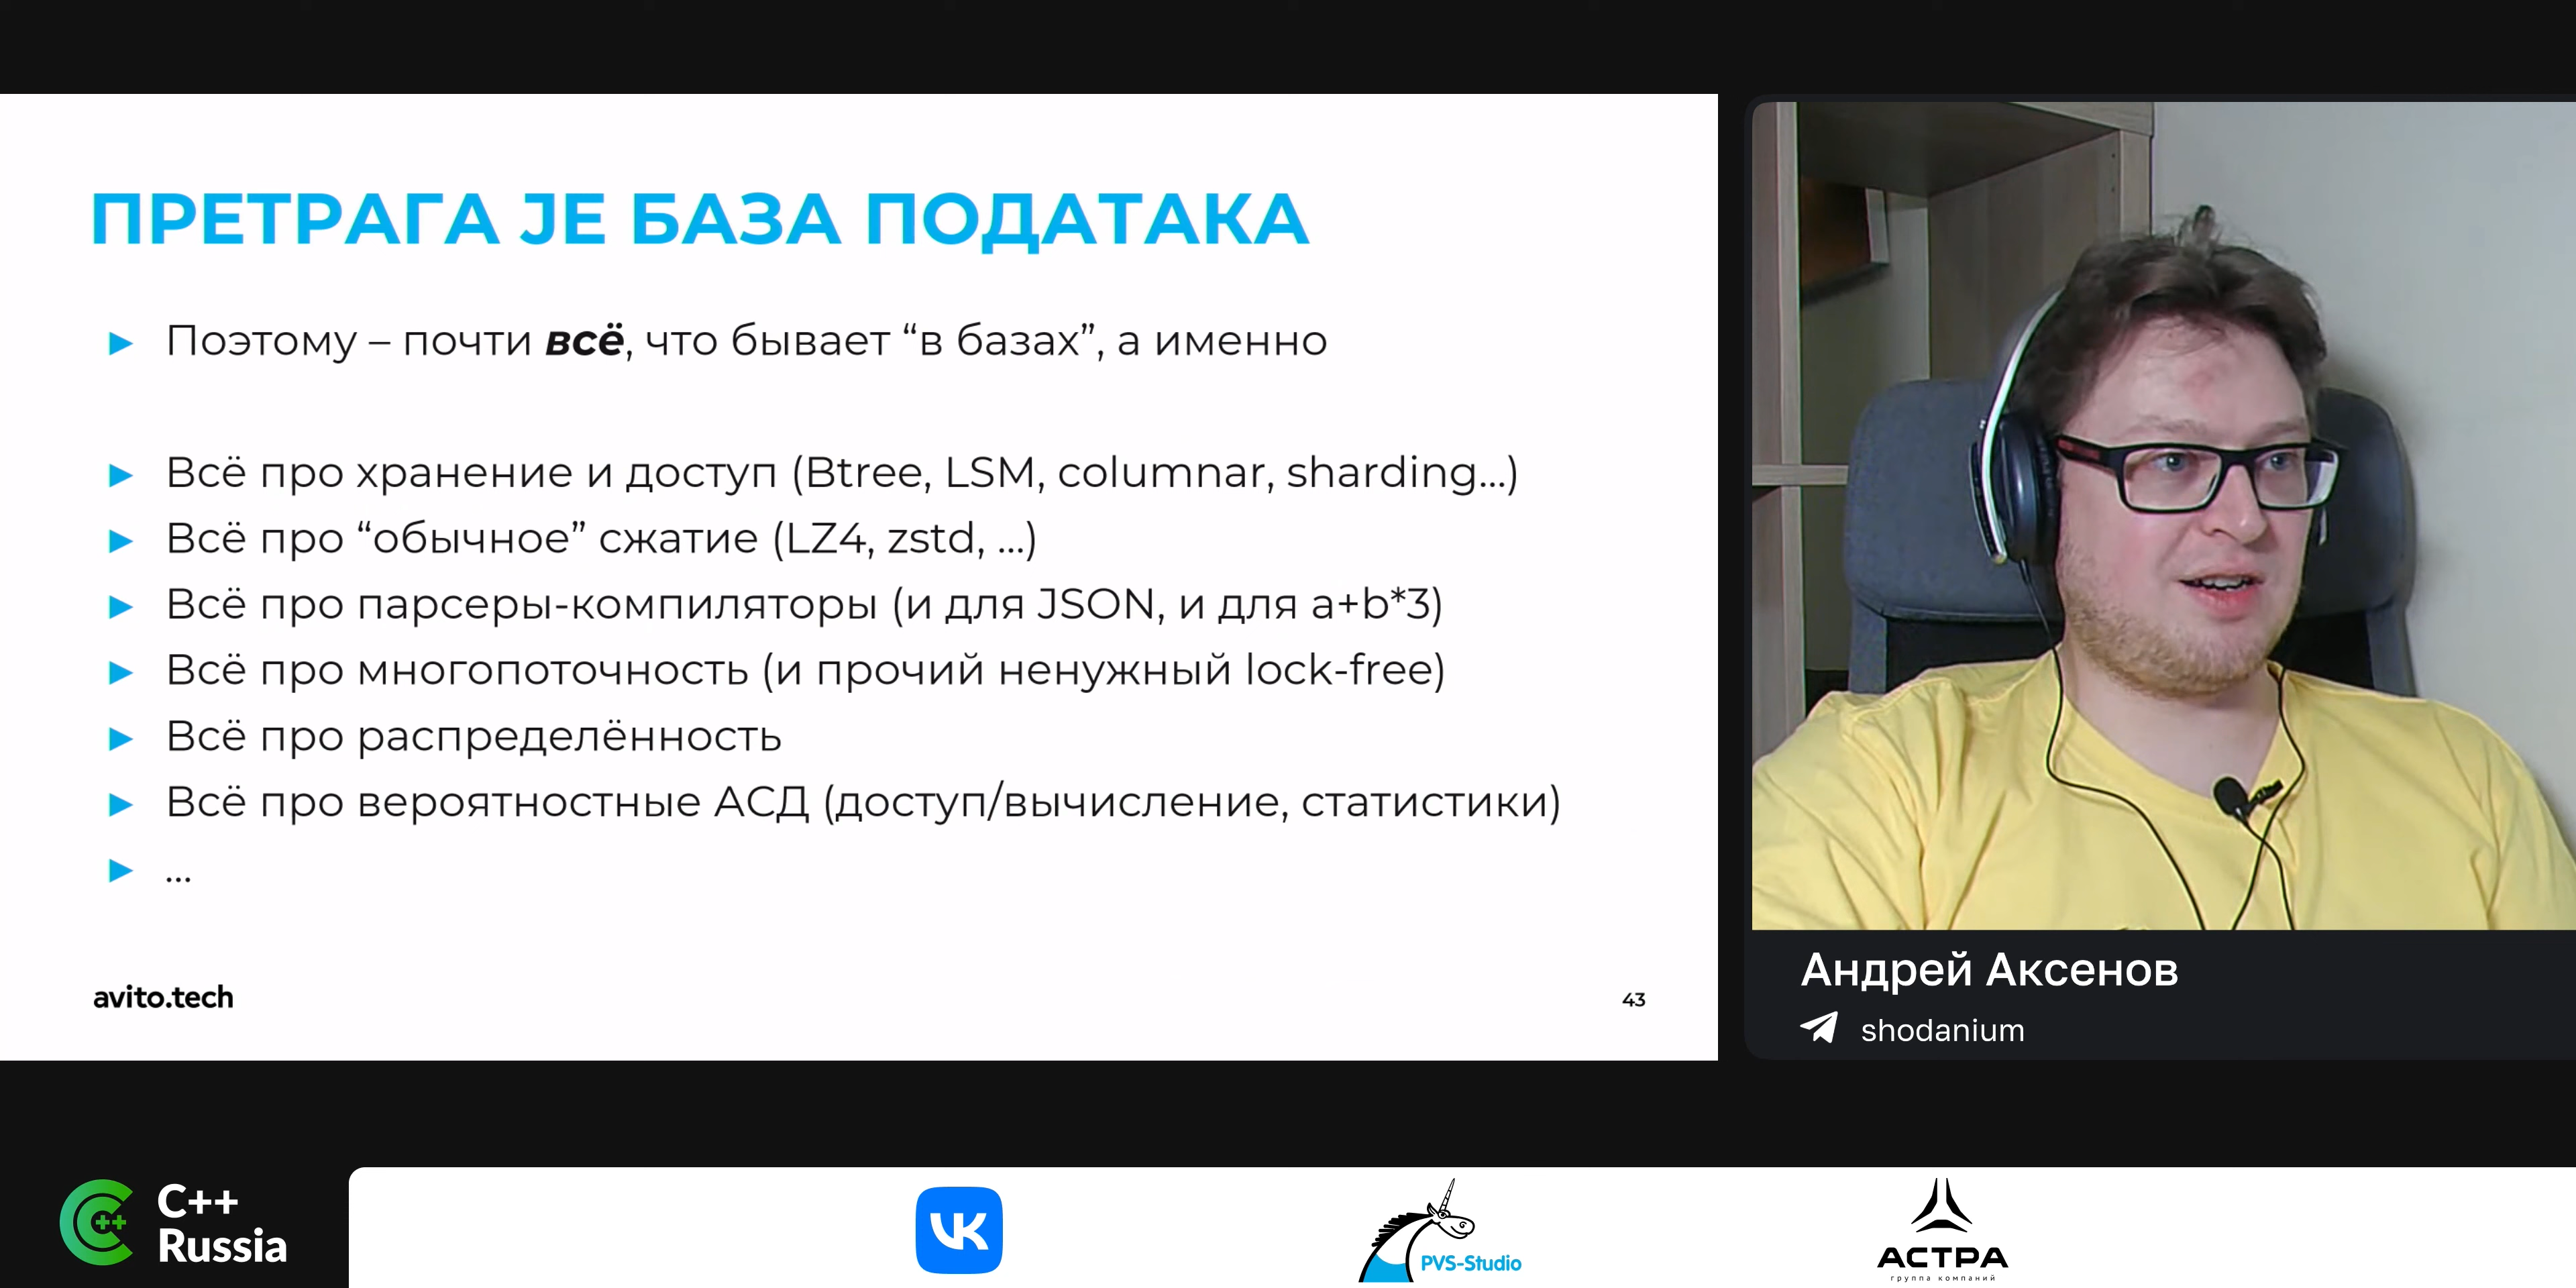 ПРЕТРАГА ЈЕ БАЗА ПОДАТАКА
► Поэтому – почти всё, что бывает “в базах”, а именно
► Всё про хранение и доступ (Btree, LSM, columnar, sharding...)
► Всё про “обычное” сжатие (LZ4, zstd, ...)
► Всё про парсеры-компиляторы (и для JSON, и для a+b*3)
► Всё про многопоточность (и прочий ненужный lock-free)
► Всё про распределённость
► Всё про вероятностные АСД (доступ/вычисление, статистики)
► ...
avito.tech
43
Андрей Аксенов
shodanium
C++
Russia
VK
PVS-Studio
АСТРА
группа компаний